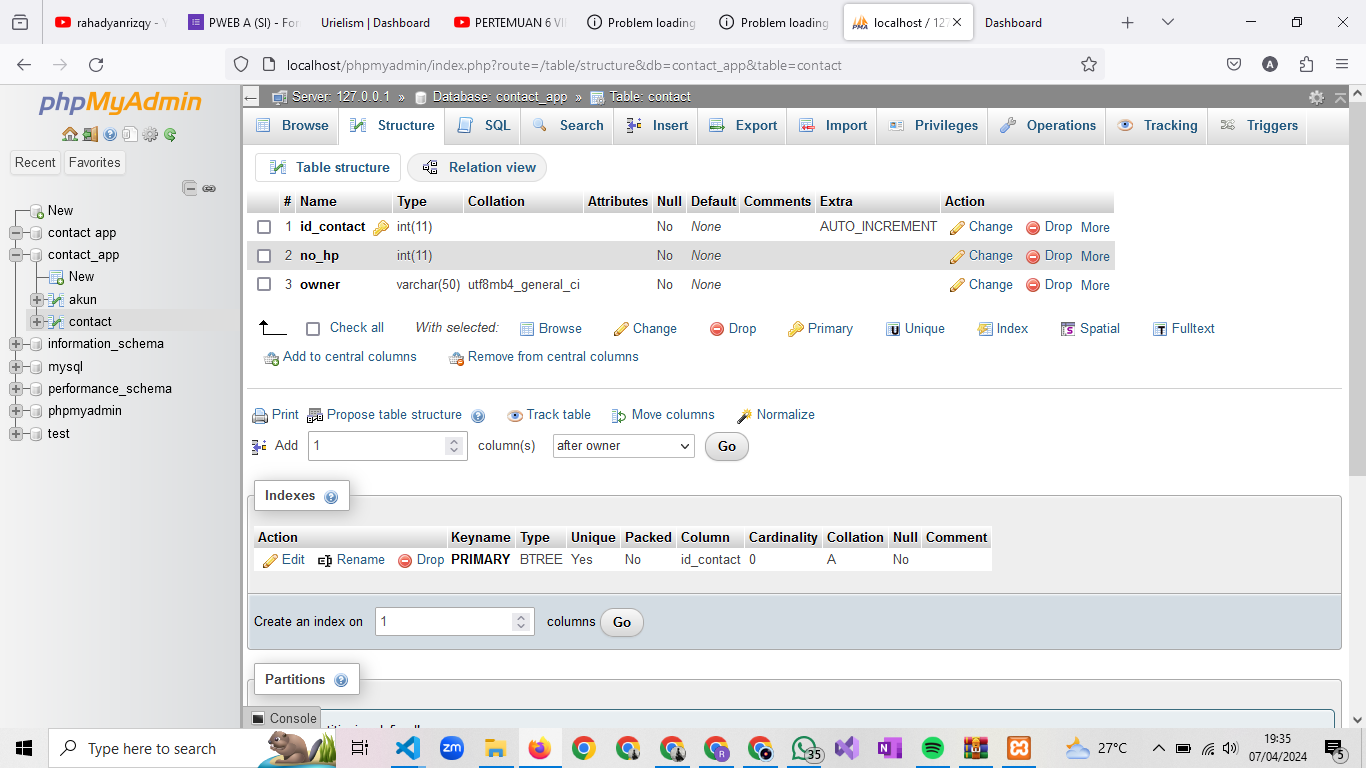 rahadyanrizqy - Y
PWEB A (SI) - For
Urielism | Dashboard
PERTEMUAN 6 VI
Problem loading
Problem loading
localhost / 127
Dashboard
localhost/phpmyadmin/index.php?route=/table/structure&db=contact_app&table=contact
phpMyAdmin
Recent Favorites
New
contact app
contact_app
New
akun
contact
information_schema
mysql
performance_schema
phpmyadmin
test
Server: 127.0.0.1 » Database: contact_app » Table: contact
Browse Structure SQL Search Insert Export Import Privileges Operations Tracking Triggers
Table structure Relation view
# Name Type Collation Attributes Null Default Comments Extra Action
1 id_contact int(11) No None AUTO_INCREMENT Change Drop More
2 no_hp int(11) No None Change Drop More
3 owner varchar(50) utf8mb4_general_ci No None Change Drop More
Check all With selected: Browse Change Drop Primary Unique Index Spatial Fulltext
Add to central columns Remove from central columns
Print Propose table structure Track table Move columns Normalize
Add 1 column(s) after owner Go
Indexes
Action Keyname Type Unique Packed Column Cardinality Collation Null Comment
Edit Rename Drop PRIMARY BTREE Yes No id_contact 0 A No
Create an index on 1 columns Go
Partitions
Console
Type here to search
35
27°C
19:35
07/04/2024
5